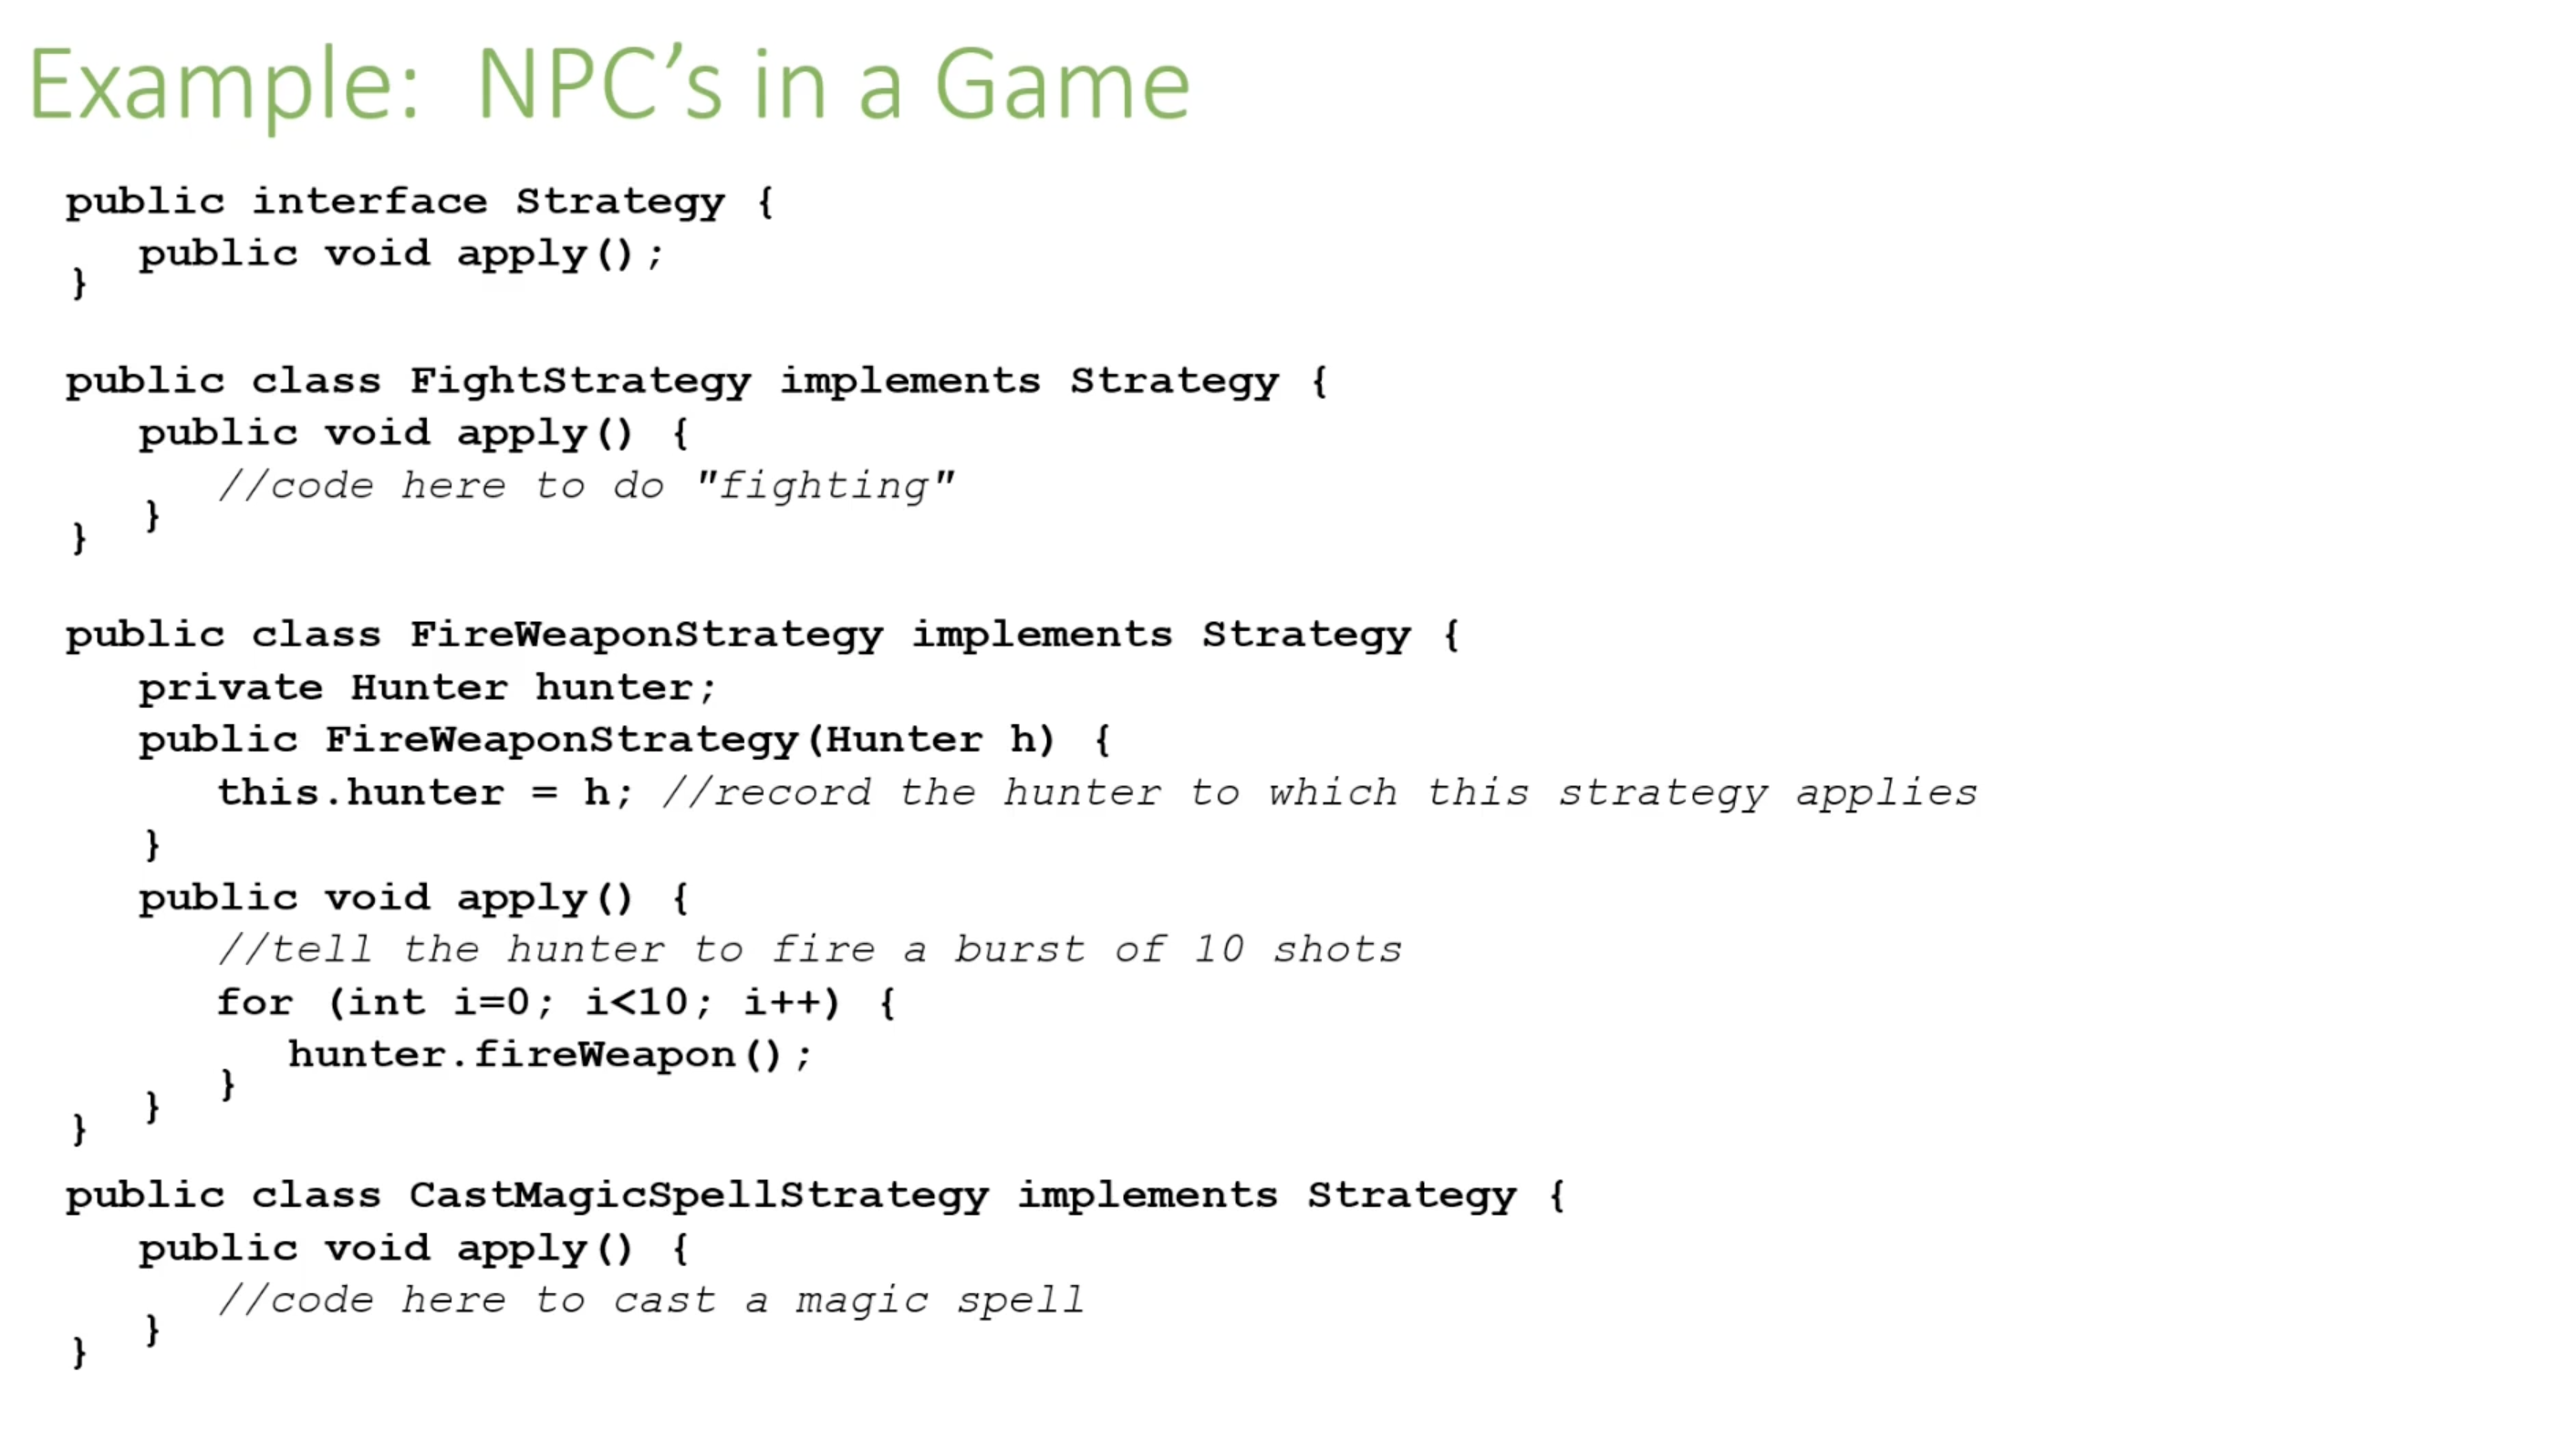 Example:  NPC’s in a Game
public interface Strategy {
public void apply();
}
public class FightStrategy implements Strategy {
public void apply() {
//code here to do "fighting"
}
}
public class FireWeaponStrategy implements Strategy {
private Hunter hunter;
public FireWeaponStrategy(Hunter h) {
this.hunter = h; //record the hunter to which this strategy applies
}
public void apply() {
//tell the hunter to fire a burst of 10 shots
for (int i=0; i<10; i++) {
hunter.fireWeapon();
}
}
}
public class CastMagicSpellStrategy implements Strategy {
public void apply() {
//code here to cast a magic spell
}
}